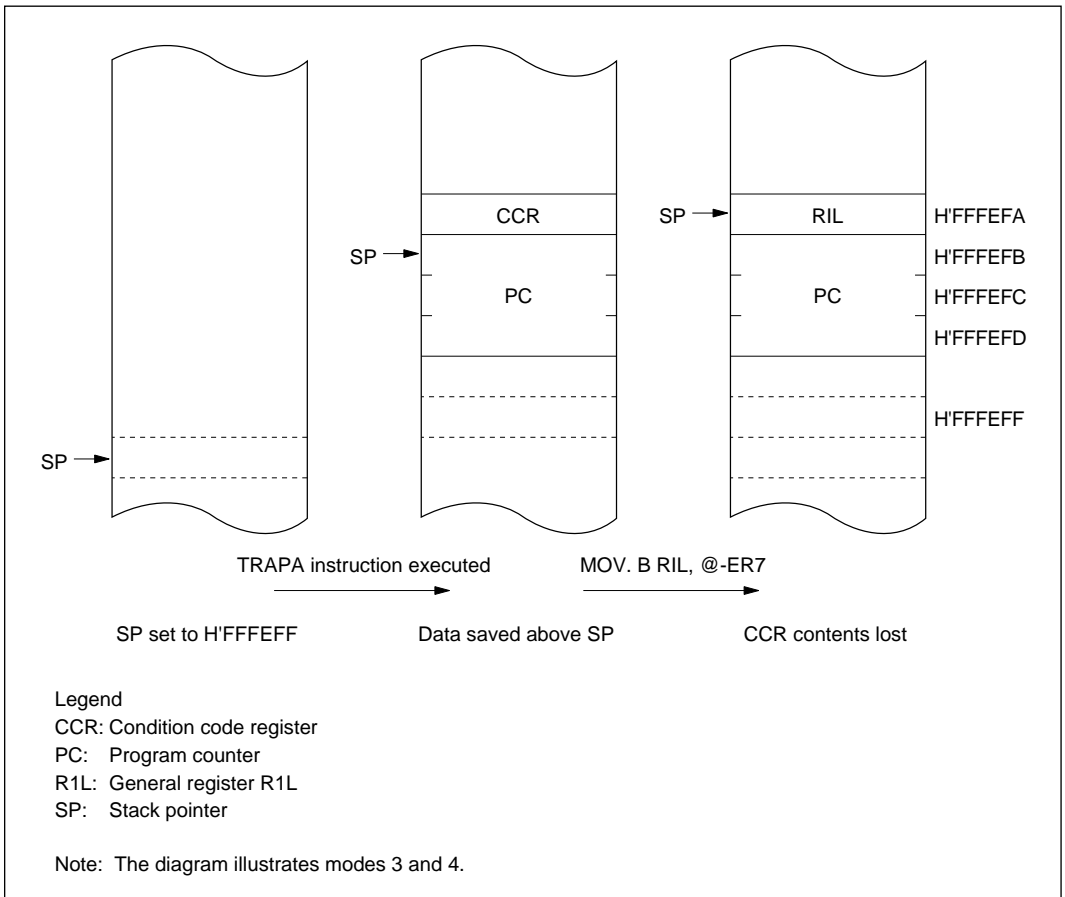 CCR
SP
RIL
H'FFFEFA
SP
H'FFFEFB
PC
PC
H'FFFEFC
H'FFFEFD
H'FFFEFF
SP
TRAPA instruction executed
MOV. B RIL, @-ER7
SP set to H'FFFEFF
Data saved above SP
CCR contents lost
Legend
CCR: Condition code register
PC: Program counter
R1L: General register R1L
SP: Stack pointer
Note: The diagram illustrates modes 3 and 4.